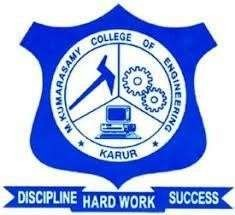 M.KUMARASAMY COLLEGE OF ENGINEERING
KARUR
DISCIPLINE HARD WORK SUCCESS